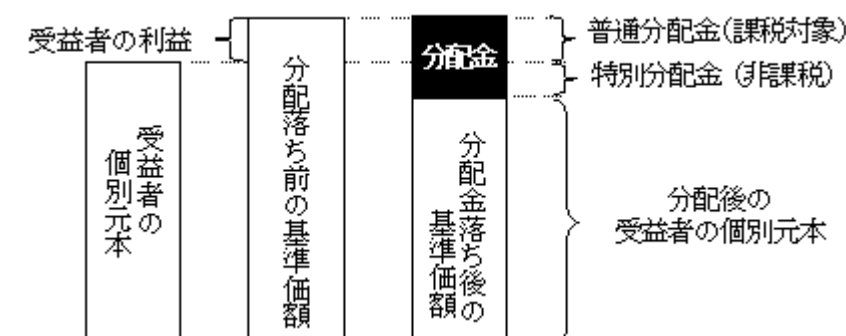 受益者の利益
受益者の
個別元本
分配落ち前の基準価額
分配金
分配金落ち後の
基準価額
普通分配金(課税対象)
特別分配金(非課税)
分配後の
受益者の個別元本